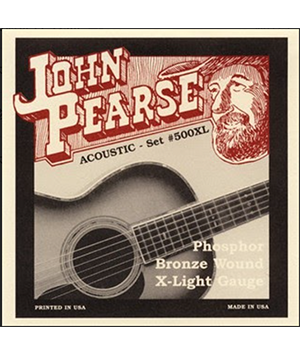 JOHN
PEARSE
ACOUSTIC - Set #500XL
Phosphor
Bronze Wound
X-Light Gauge
PRINTED IN USA
MADE IN USA